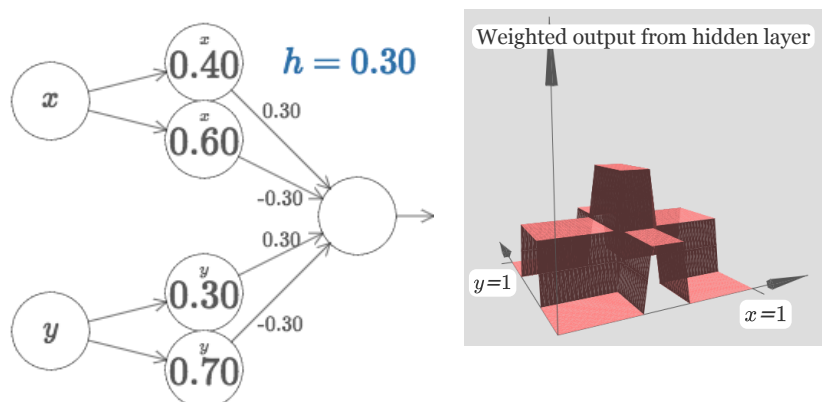 x
0.40
x
0.60
h = 0.30
0.30
-0.30
0.30
-0.30
y
y
0.30
y
0.70
Weighted output from hidden layer
y=1
x=1
x